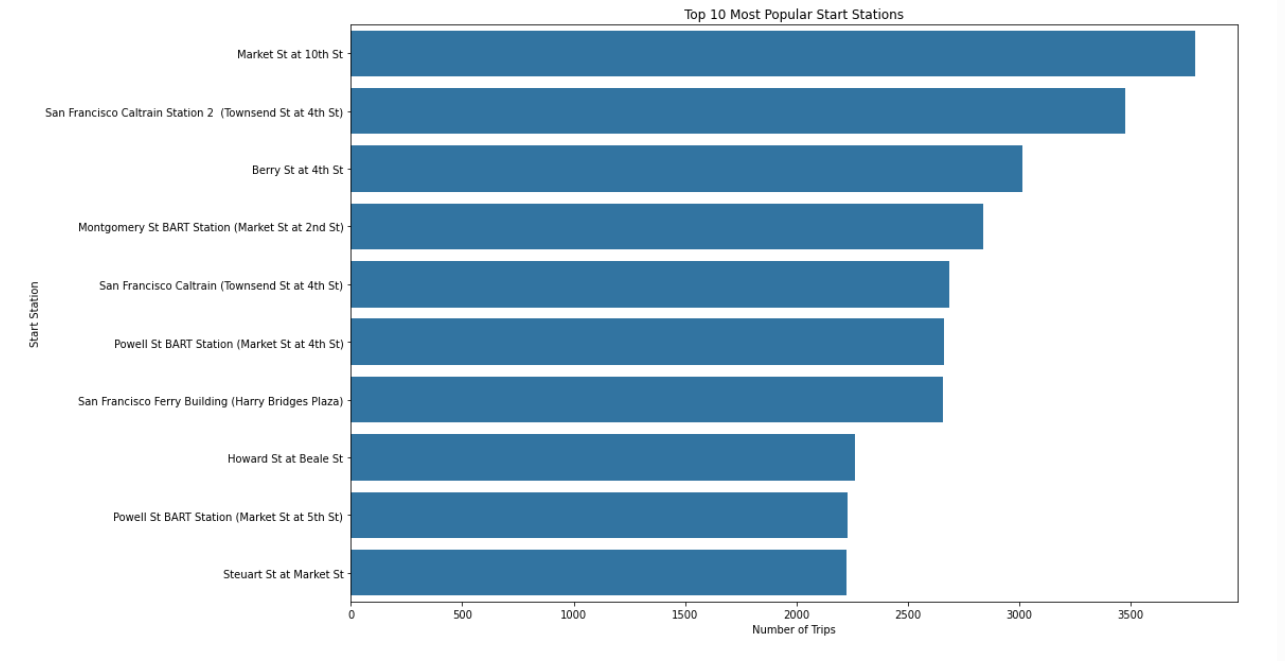 Top 10 Most Popular Start Stations
Market St at 10th St
San Francisco Caltrain Station 2  (Townsend St at 4th St)
Berry St at 4th St
Montgomery St BART Station (Market St at 2nd St)
San Francisco Caltrain (Townsend St at 4th St)
Powell St BART Station (Market St at 4th St)
San Francisco Ferry Building (Harry Bridges Plaza)
Howard St at Beale St
Powell St BART Station (Market St at 5th St)
Steuart St at Market St
Start Station
0 500 1000 1500 2000 2500 3000 3500
Number of Trips